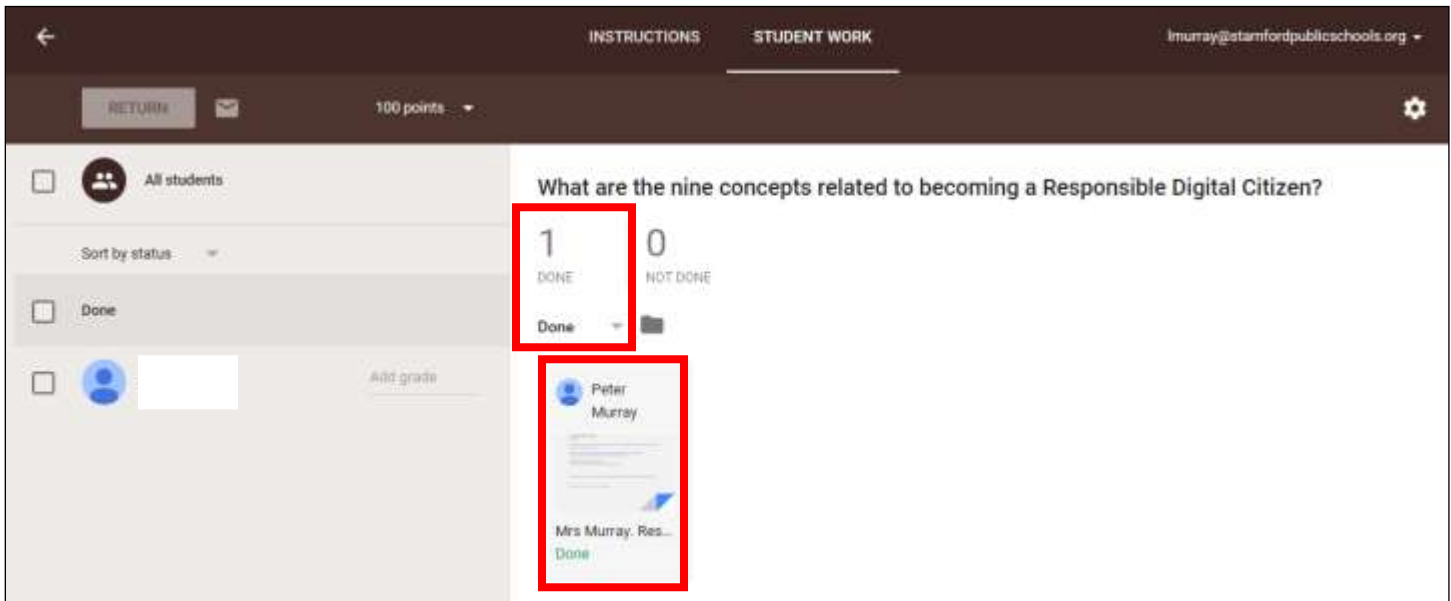 INSTRUCTIONS STUDENT WORK lmurray@stamfordpublicschools.org
RETURN 100 points
All students
Sort by status
Done
Add grade
What are the nine concepts related to becoming a Responsible Digital Citizen?
1 0
DONE NOT DONE
Done
Peter
Murray
Mrs Murray. Res...
Done